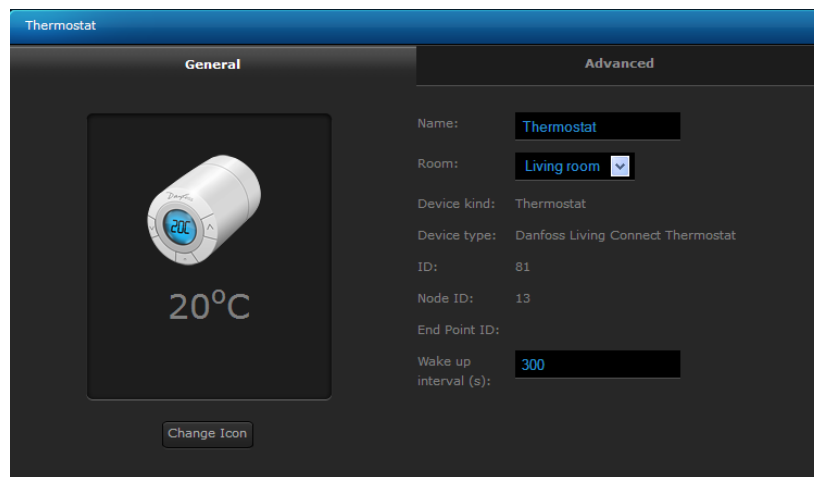 Thermostat
General
Advanced
Danfoss
20C
20°C
Change Icon
Name: Thermostat
Room: Living room
Device kind: Thermostat
Device type: Danfoss Living Connect Thermostat
ID: 81
Node ID: 13
End Point ID:
Wake up
interval (s): 300